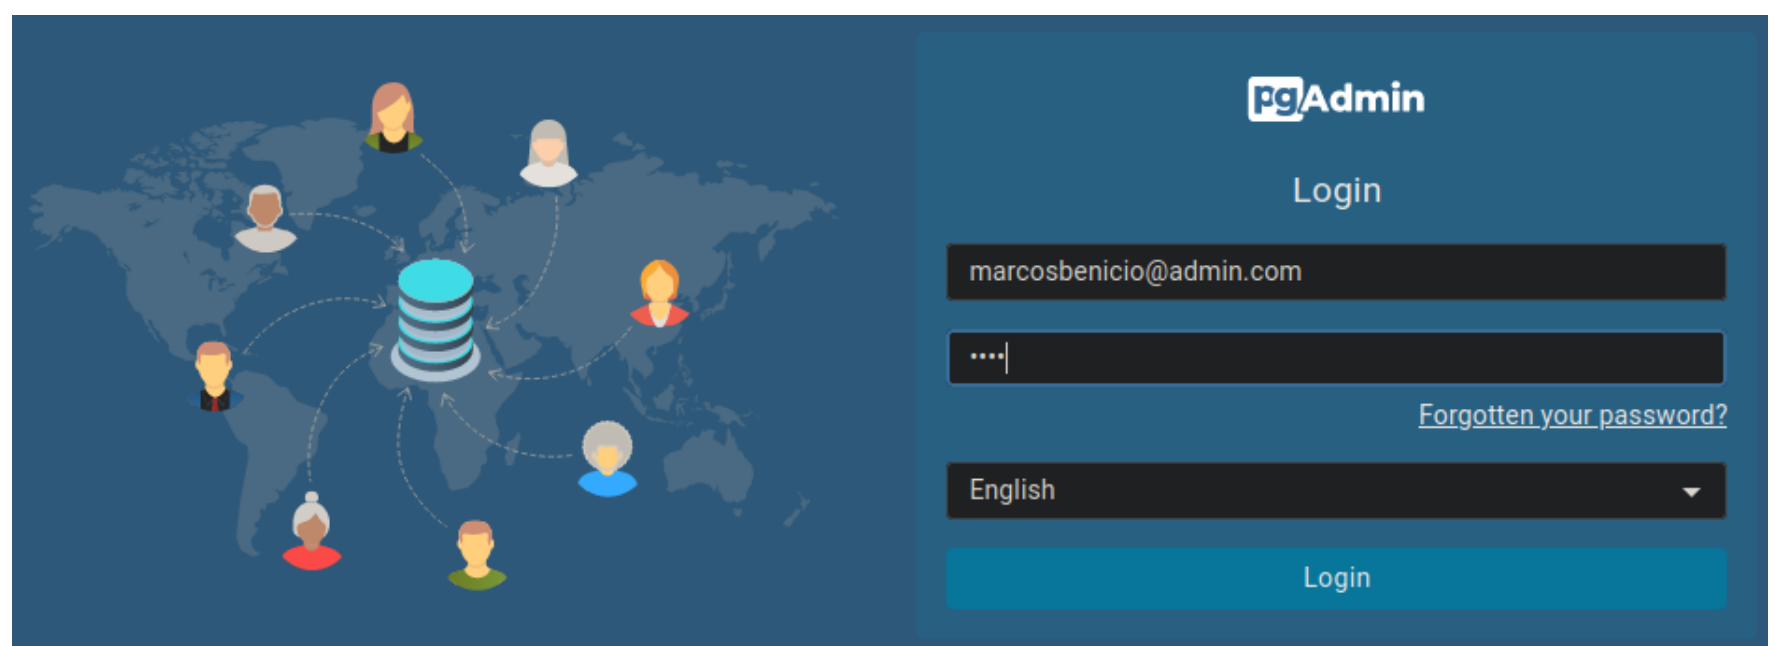 pgAdmin
Login
marcosbenicio@admin.com
••••
Forgotten your password?
English
Login